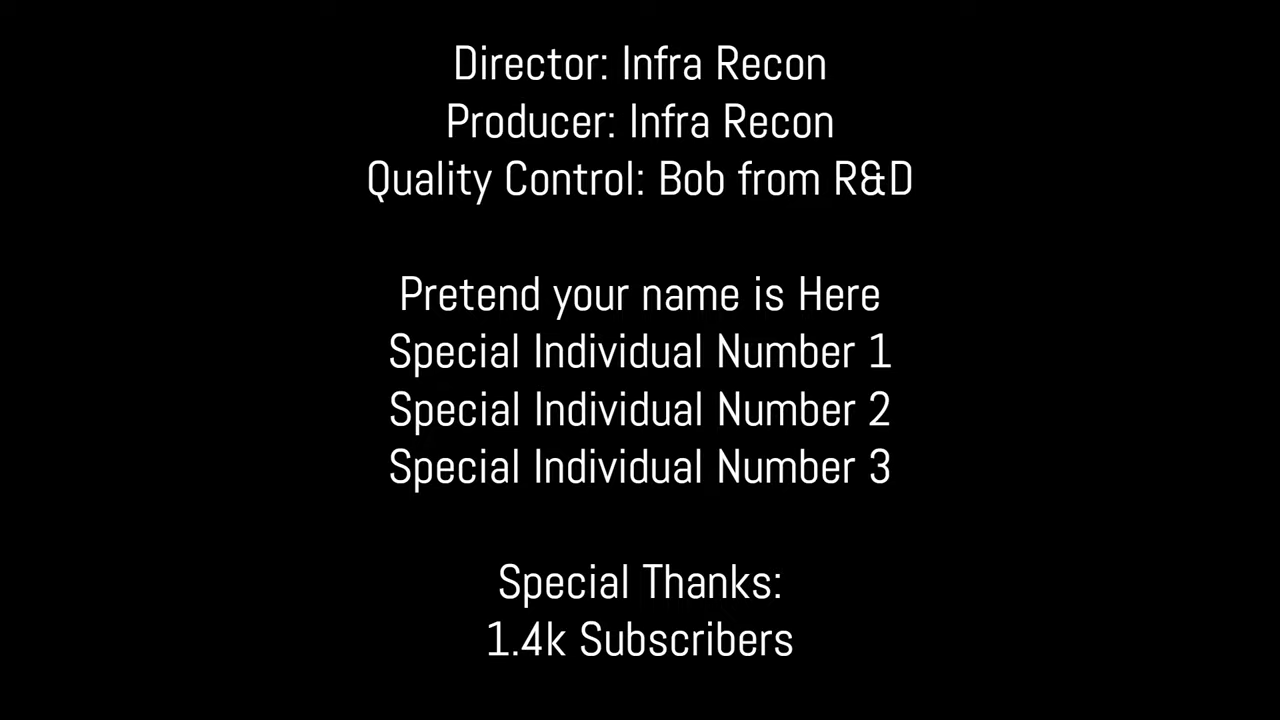 Director: Infra Recon
Producer: Infra Recon
Quality Control: Bob from R&D
Pretend your name is Here
Special Individual Number 1
Special Individual Number 2
Special Individual Number 3
Special Thanks:
1.4k Subscribers